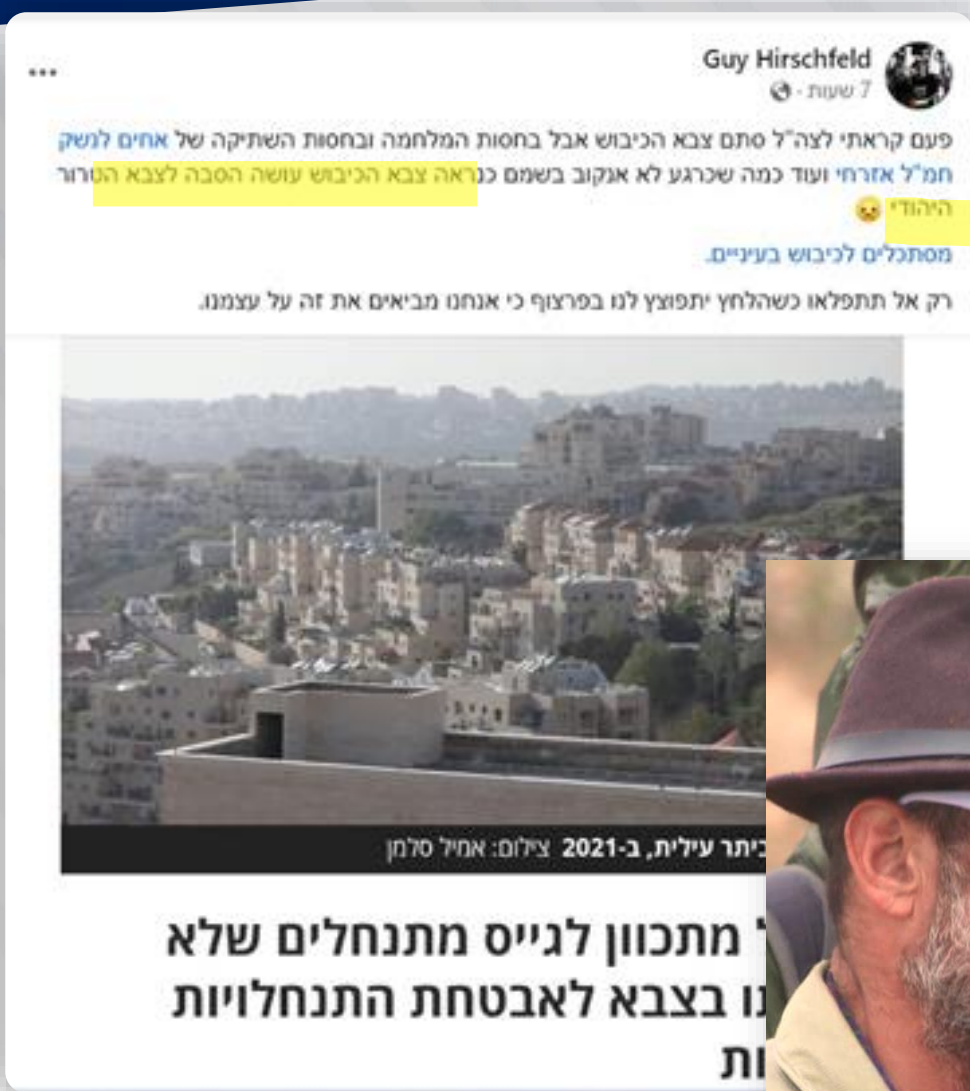 Guy Hirschfeld
7 שעות ·
פעם קראתי לצה"ל סתם צבא הכיבוש אבל בחסות המלחמה ובחסות השתיקה של אחים לנשק
חמ"ל אזרחי ועוד כמה שכרגע לא אנקוב בשמם כנראה צבא הכיבוש עושה הסבה לצבא הטרור
היהודי
מסתכלים לכיבוש בעיניים.
רק אל תתפלאו כשהלחץ יתפוצץ לנו בפרצוף כי אנחנו מביאים את זה על עצמנו.
ביתר עילית, ב-2021 צילום: אמיל סלמן
מתכוון לגייס מתנחלים שלא
בצבא לאבטחת התנחלויות